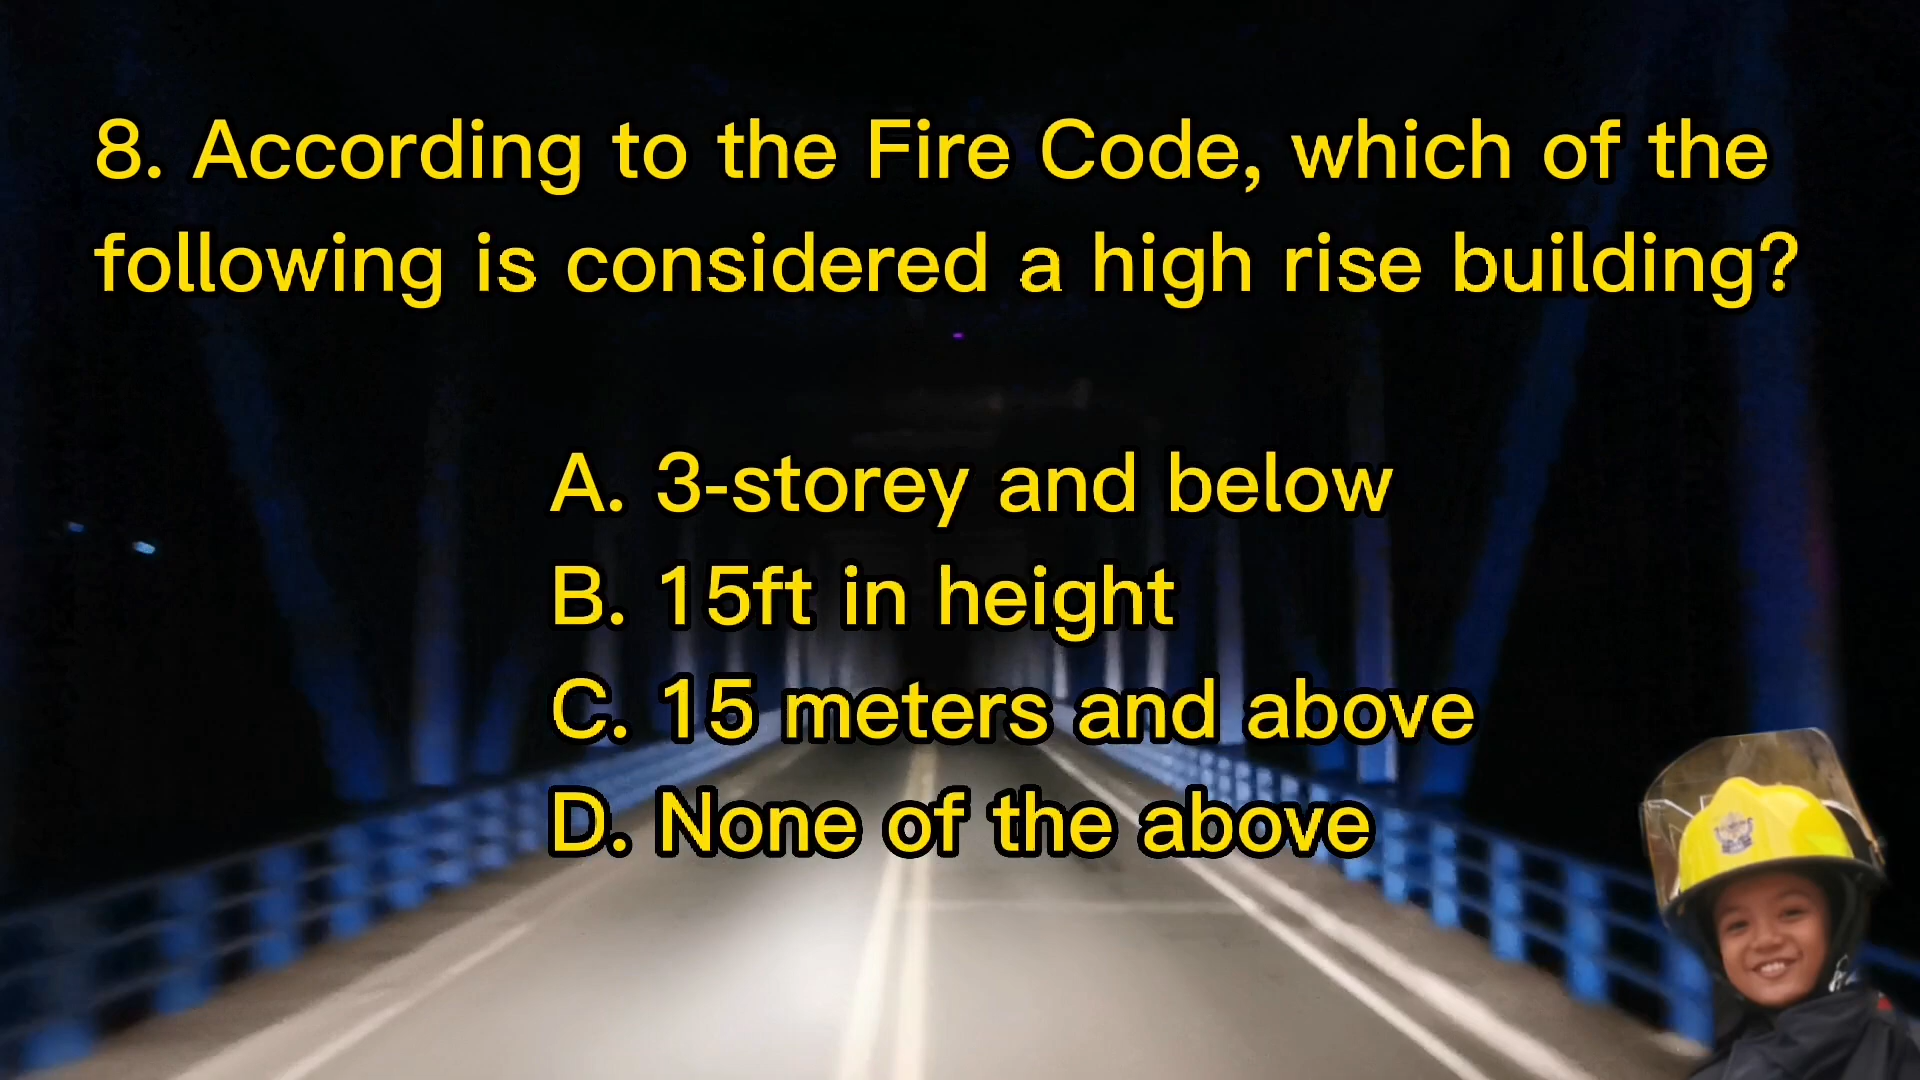 8. According to the Fire Code, which of the
following is considered a high rise building?
A. 3-storey and below
B. 15ft in height
C. 15 meters and above
D. None of the above